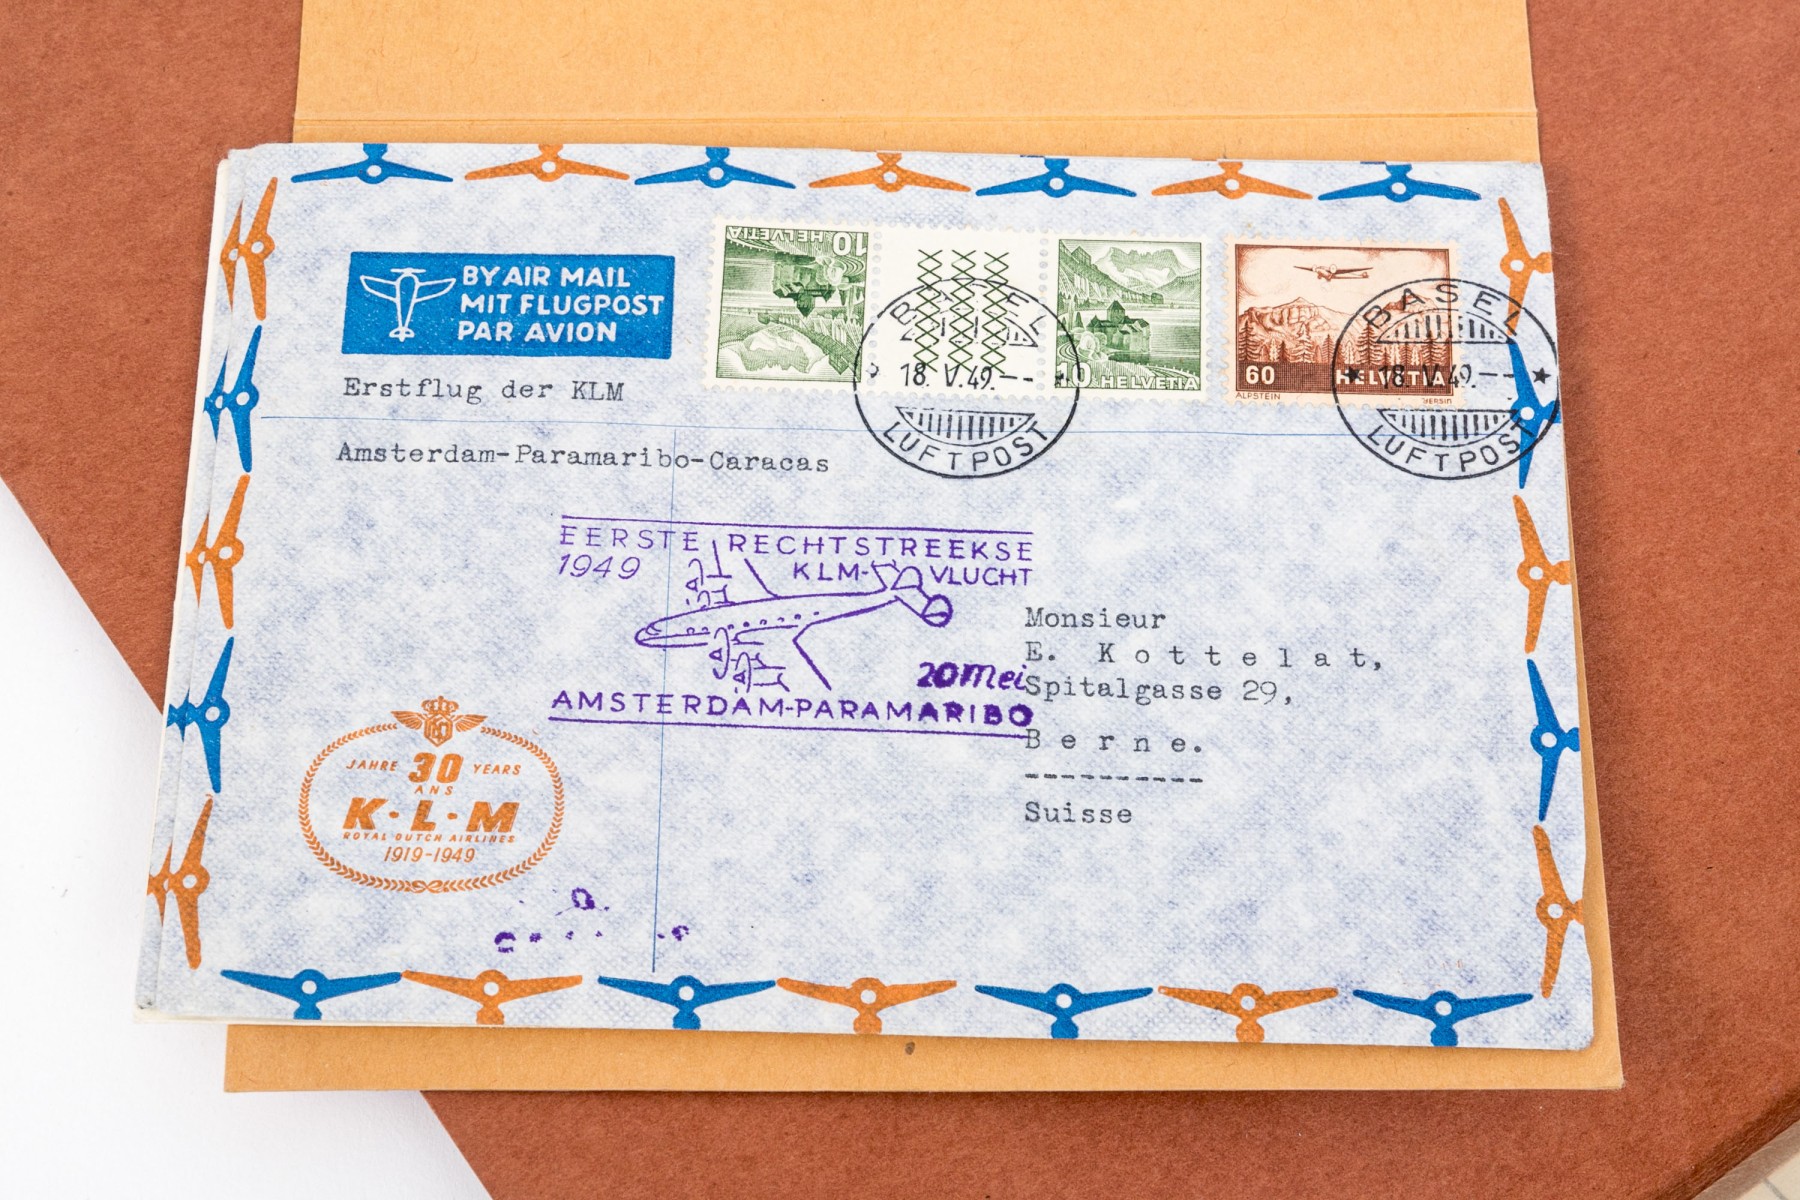 BY AIR MAIL
MIT FLUGPOST
PAR AVION
10 HELVETIA
10 HELVETIA
60 HELVETIA
ALPSTEIN
BASEL
18. V. 49.--
LUFTPOST
BASEL
18. V. 49.--
LUFTPOST
Erstflug der KLM
Amsterdam-Paramaribo-Caracas
EERSTE RECHTSTREEKSE
1949 KLM-VLUCHT
20 Mei
AMSTERDAM-PARAMARIBO
Monsieur
E. Kottelat,
Spitalgasse 29,
Berne.
----------
Suisse
JAHRE 30 YEARS
ANS
K·L·M
ROYAL DUTCH AIRLINES
1919-1949